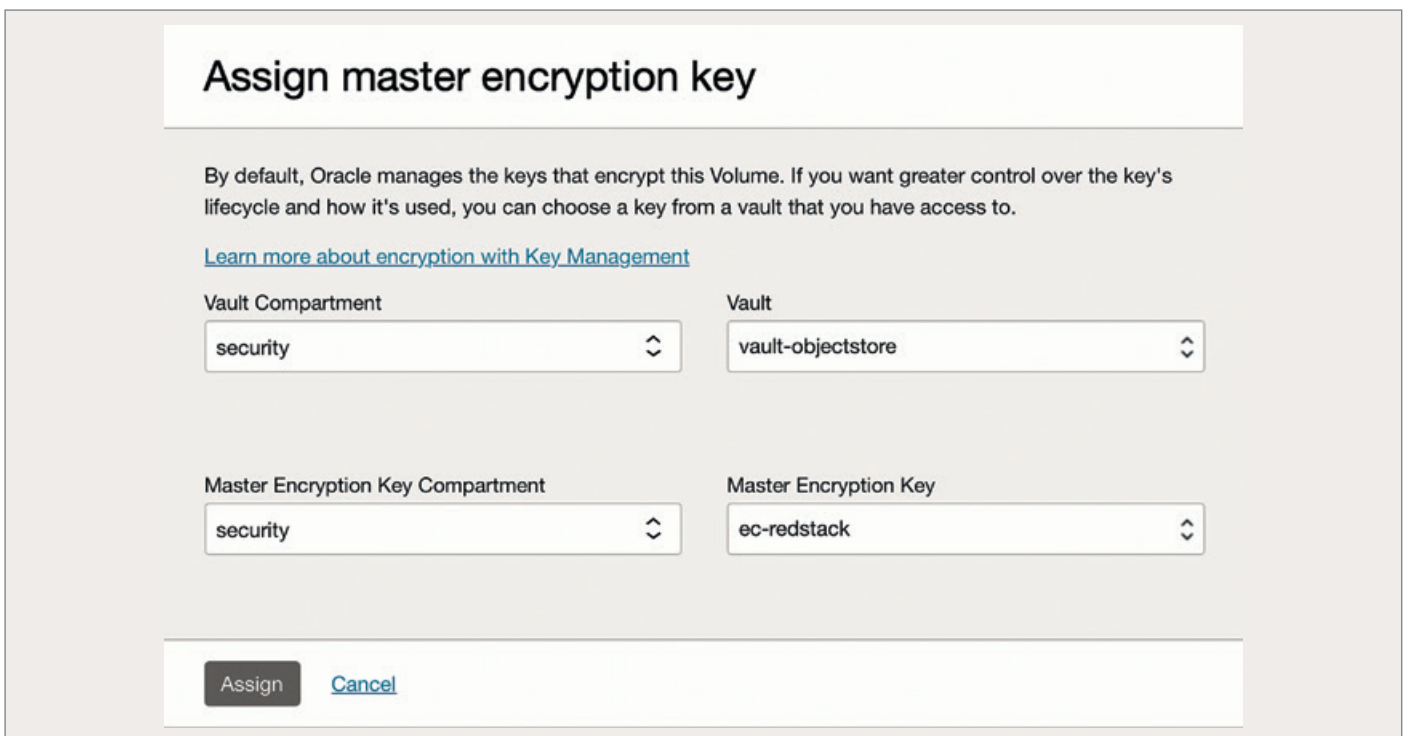 Assign master encryption key
By default, Oracle manages the keys that encrypt this Volume. If you want greater control over the key's
lifecycle and how it's used, you can choose a key from a vault that you have access to.
Learn more about encryption with Key Management
Vault Compartment
Vault
security
vault-objectstore
Master Encryption Key Compartment
Master Encryption Key
security
ec-redstack
Assign
Cancel